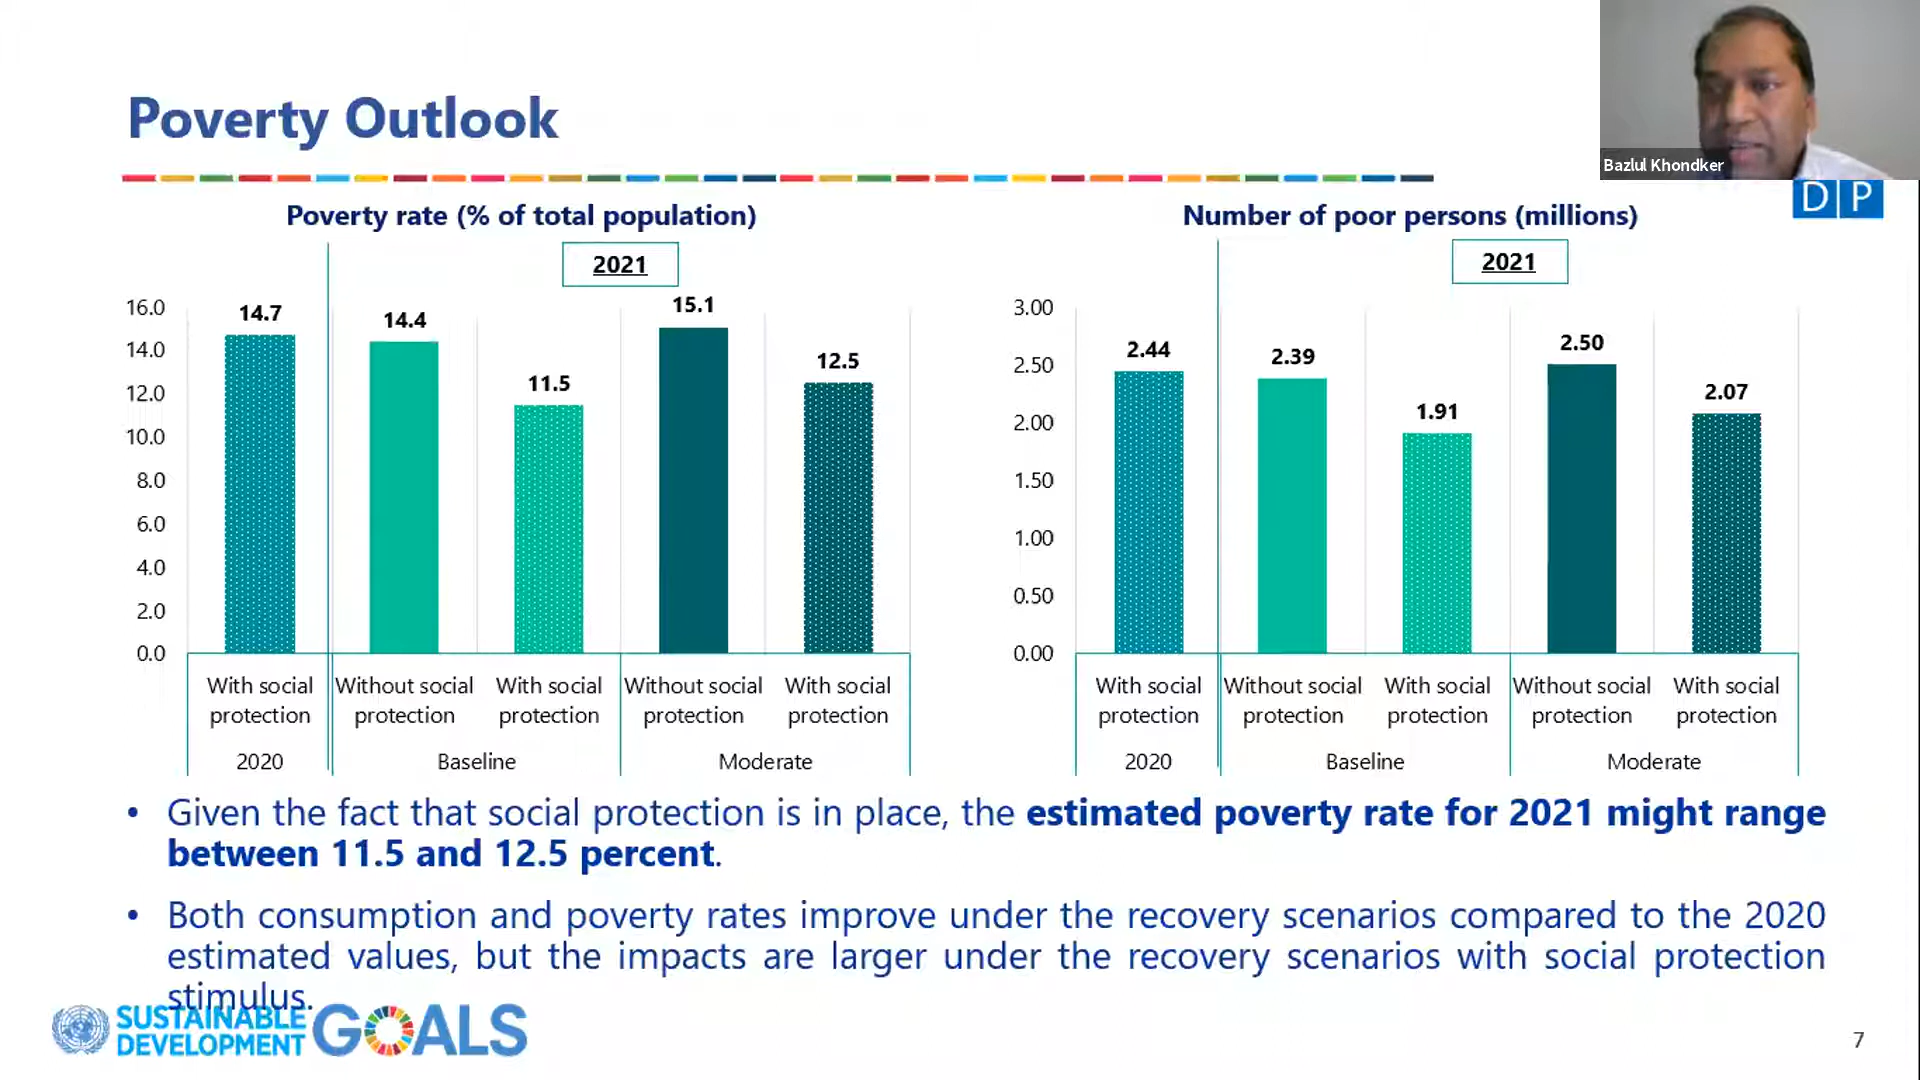 Poverty Outlook
Bazlul Khondker
D P
Poverty rate (% of total population)
2021
16.0
14.0
12.0
10.0
8.0
6.0
4.0
2.0
0.0
14.7
14.4
11.5
15.1
12.5
With social protection
Without social protection
With social protection
Without social protection
With social protection
2020
Baseline
Moderate
Number of poor persons (millions)
2021
3.00
2.50
2.00
1.50
1.00
0.50
0.00
2.44
2.39
1.91
2.50
2.07
With social protection
Without social protection
With social protection
Without social protection
With social protection
2020
Baseline
Moderate
• Given the fact that social protection is in place, the estimated poverty rate for 2021 might range
between 11.5 and 12.5 percent.
• Both consumption and poverty rates improve under the recovery scenarios compared to the 2020
estimated values, but the impacts are larger under the recovery scenarios with social protection
stimulus.
SUSTAINABLE
DEVELOPMENT
GOALS
7